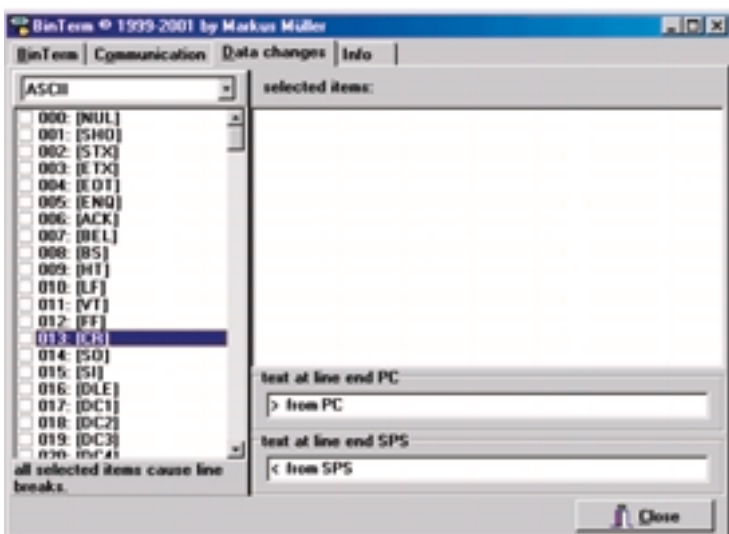 BinTerm © 1999-2001 by Markus Müller
BinTerm Communication Data changes Info
ASCII
selected items:
000: [NUL]
001: [SHO]
002: [STX]
003: [ETX]
004: [EOT]
005: [ENQ]
006: [ACK]
007: [BEL]
008: [BS]
009: [HT]
010: [LF]
011: [VT]
012: [FF]
013: [CR]
014: [SO]
015: [SI]
016: [DLE]
017: [DC1]
018: [DC2]
019: [DC3]
020: [DC4]
all selected items cause line
breaks.
text at line end PC
> from PC
text at line end SPS
< from SPS
Close